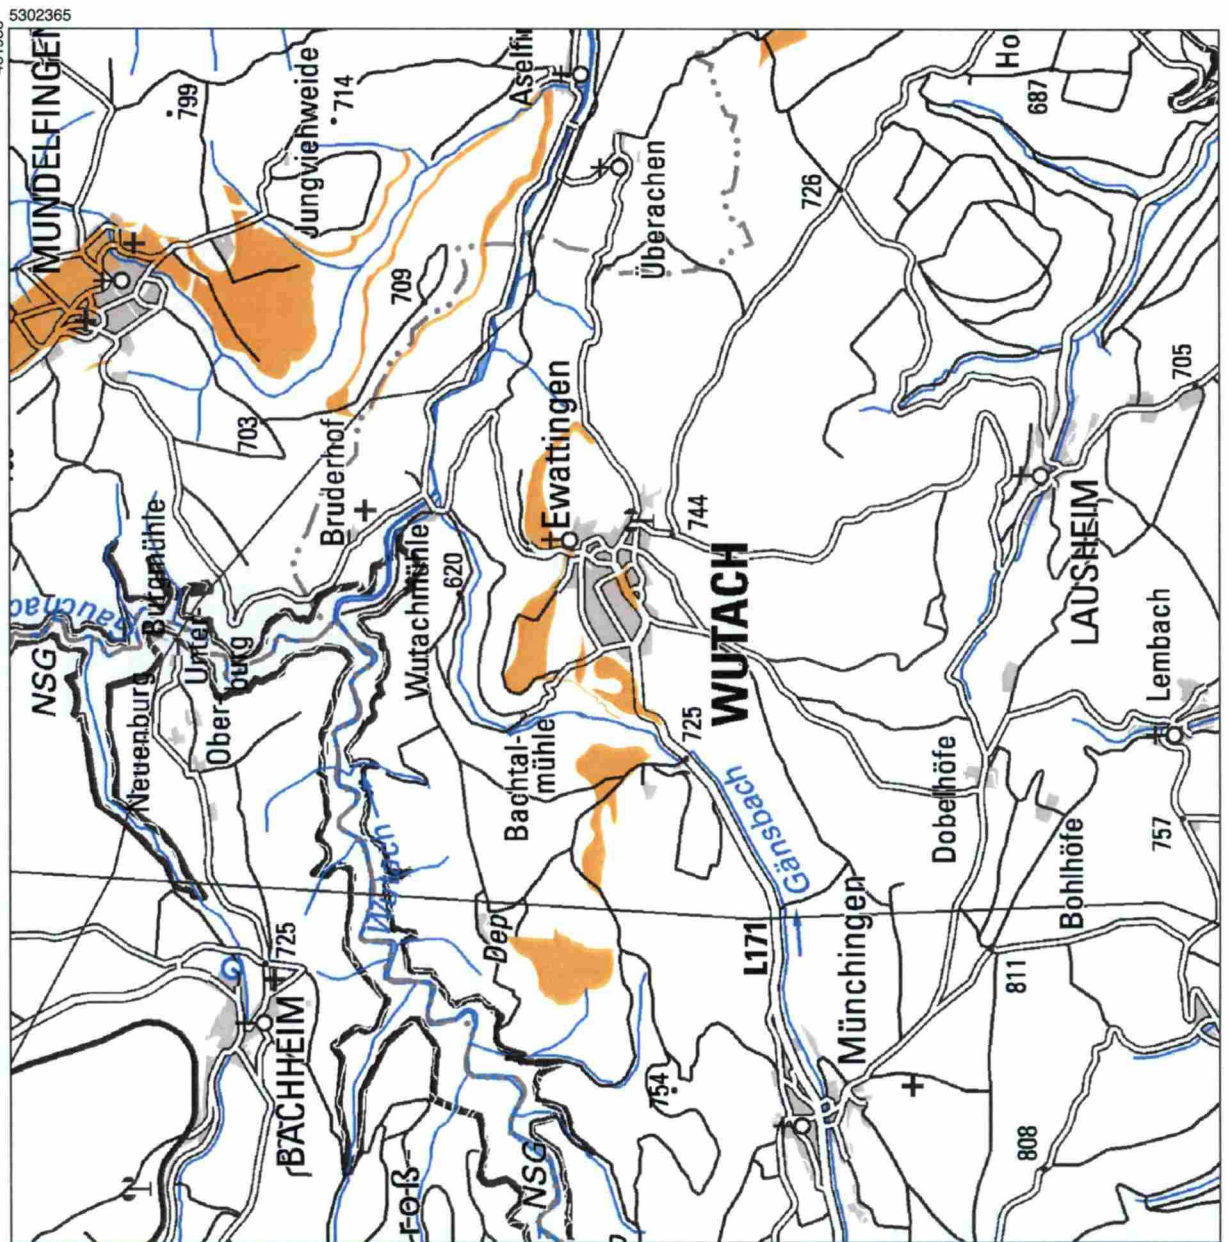 5302365
MUNDELFINGEN
799
Jungviehweide
714
Aselfi
Ho
687
709
Überachen
726
703
Bruderhof
Ewattingen
705
NSG
Burgmühle
Unter-
burg
Ober-
Neuenburg
Wutachmühle
620
744
WUTACH
LAUSHEIM
Lembach
Bachtal-
mühle
725
Gänsbach
Dobelhöfe
Bohlhöfe
757
Wutach
Dep
L171
Münchingen
811
725
BACHHEIM
754
808
NSG
roß